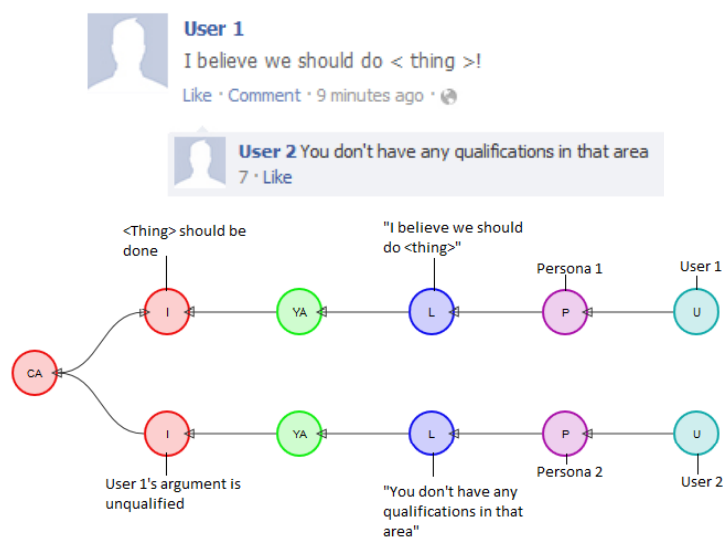 User 1
I believe we should do < thing >!
Like · Comment · 9 minutes ago ·
User 2 You don't have any qualifications in that area
7 · Like
<Thing> should be
done
"I believe we should
do <thing>"
Persona 1
User 1
I
YA
L
P
U
CA
I
YA
L
P
U
User 1's argument is
unqualified
"You don't have any
qualifications in that
area"
Persona 2
User 2